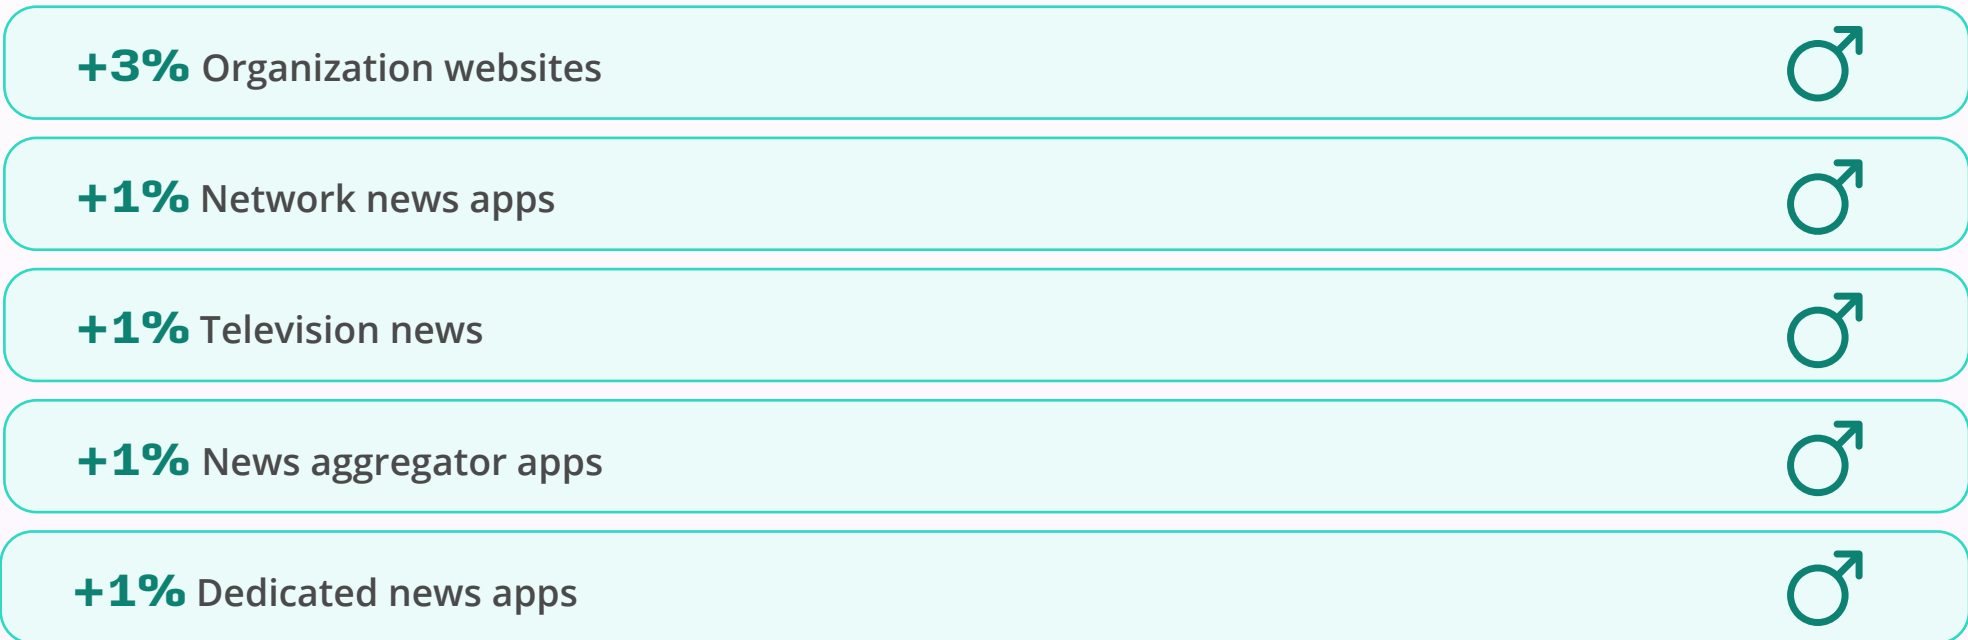 +3% Organization websites
+1% Network news apps
+1% Television news
+1% News aggregator apps
+1% Dedicated news apps